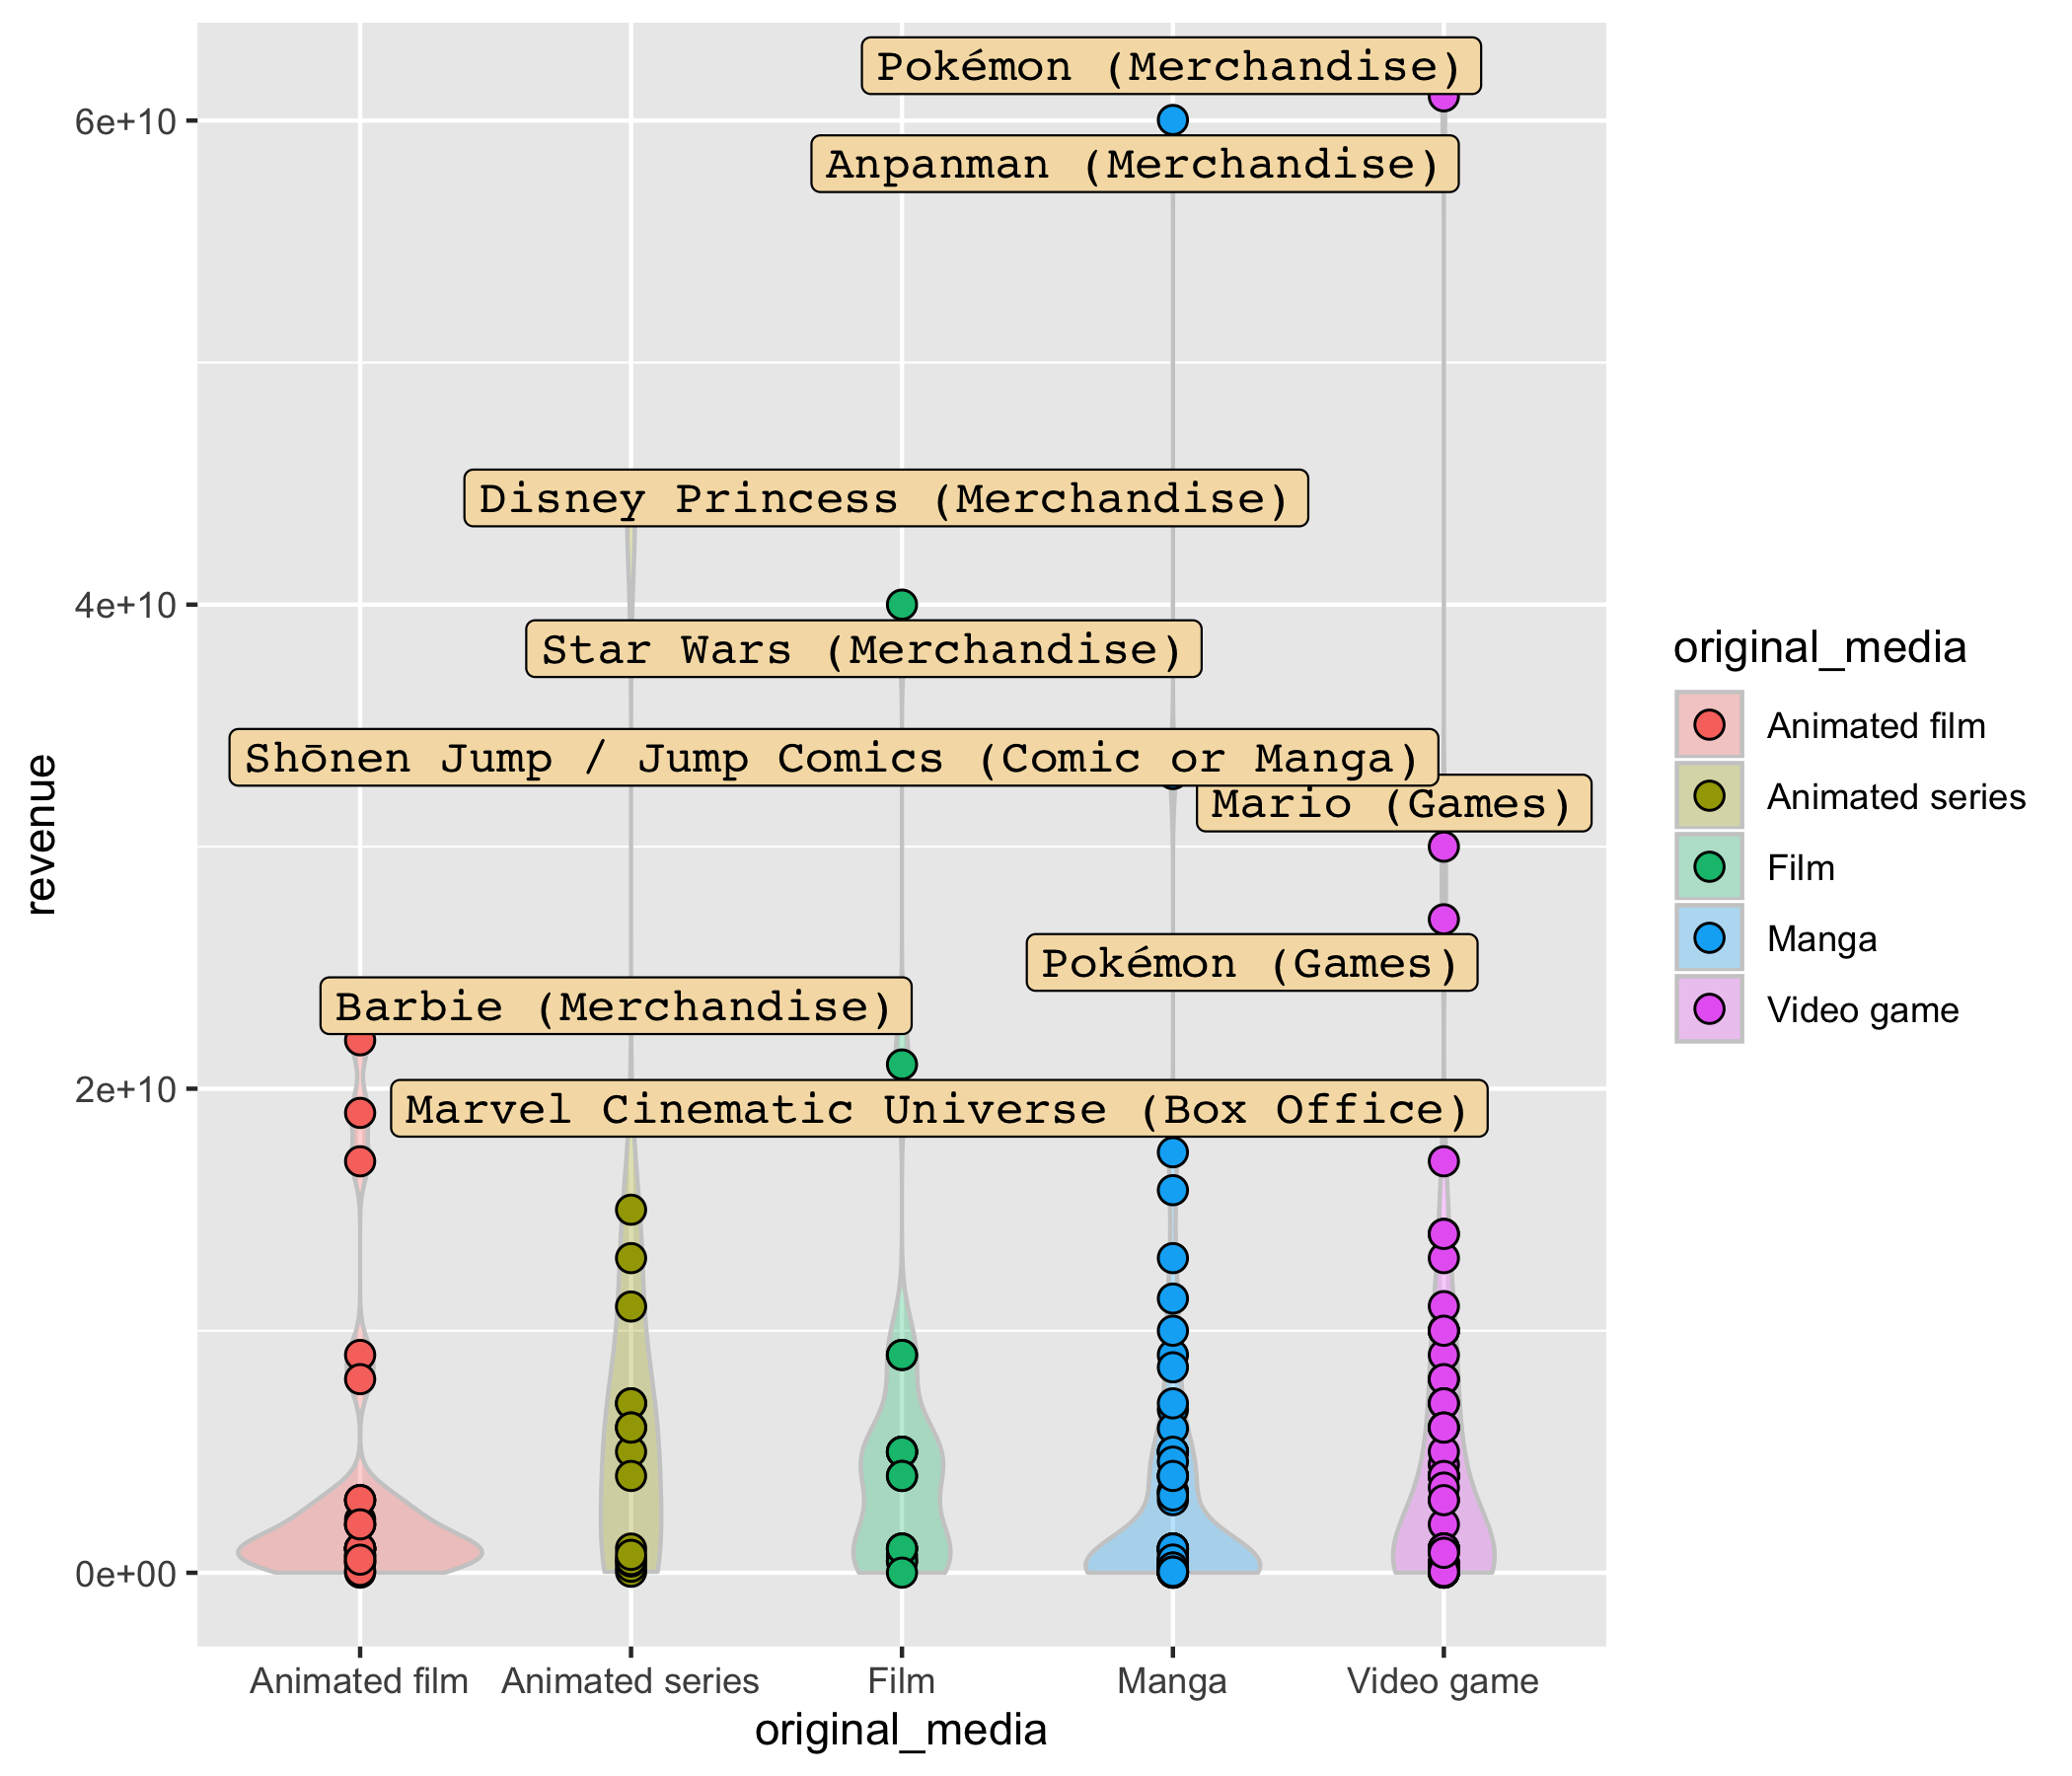 Pokémon (Merchandise)
6e+10
Anpanman (Merchandise)
Disney Princess (Merchandise)
4e+10
Star Wars (Merchandise)
Shōnen Jump / Jump Comics (Comic or Manga)
Mario (Games)
Pokémon (Games)
Barbie (Merchandise)
2e+10
Marvel Cinematic Universe (Box Office)
0e+00
revenue
Animated film
Animated series
Film
Manga
Video game
original_media
original_media
Animated film
Animated series
Film
Manga
Video game